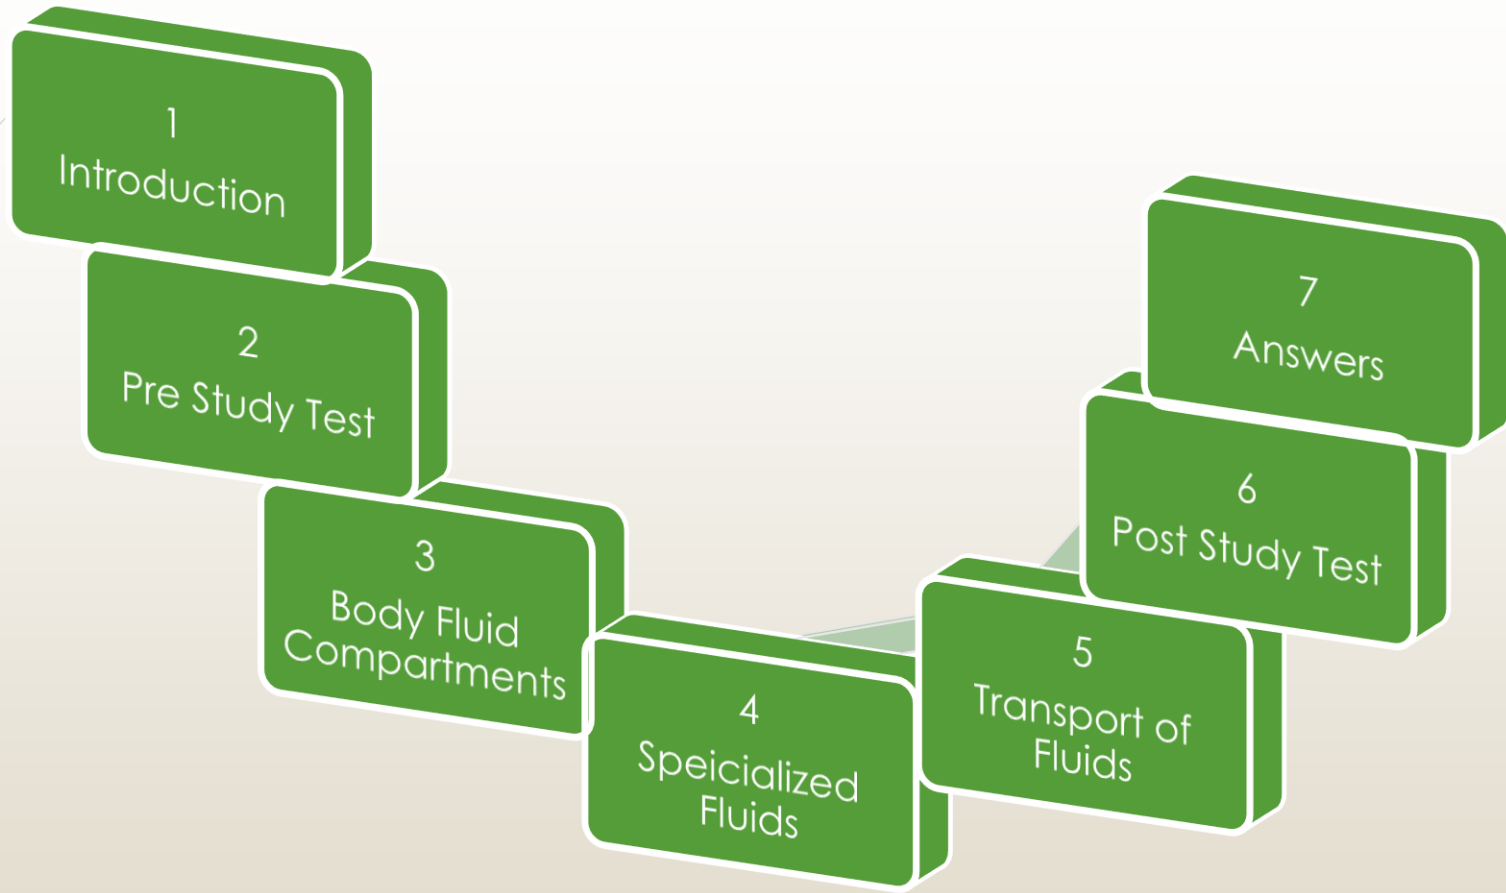 1
Introduction
2
Pre Study Test
3
Body Fluid
Compartments
4
Speicialized
Fluids
5
Transport of
Fluids
6
Post Study Test
7
Answers